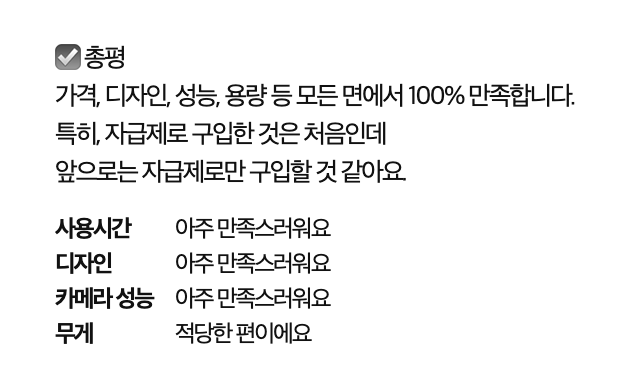 ☑ 총평
가격, 디자인, 성능, 용량 등 모든 면에서 100% 만족합니다.
특히, 자급제로 구입한 것은 처음인데
앞으로는 자급제로만 구입할 것 같아요.
사용시간 아주 만족스러워요
디자인 아주 만족스러워요
카메라 성능 아주 만족스러워요
무게 적당한 편이에요